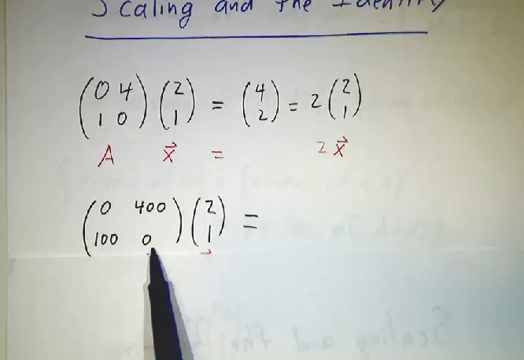 Scaling and the Identity
(0 4
1 0) (2
1) = (4
2) = 2 (2
1)
A x⃗ = 2x⃗
(0 400
100 0) (2
1) =